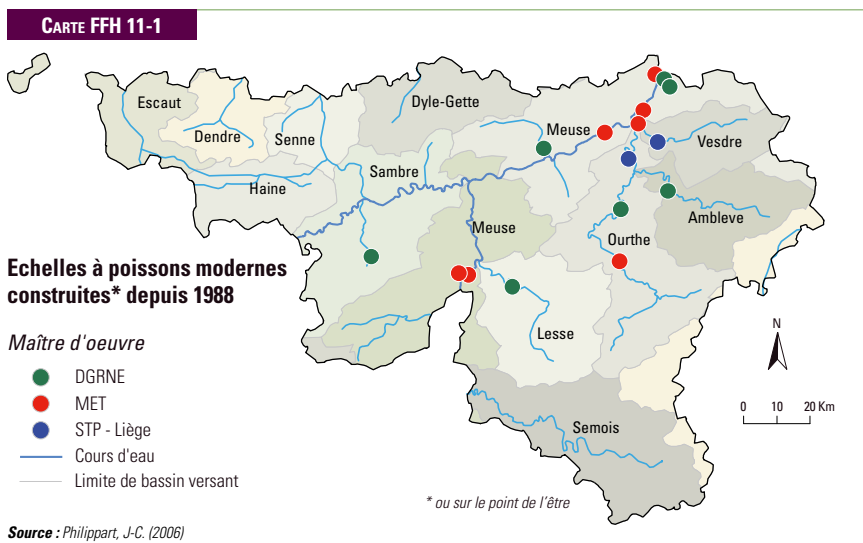 CARTE FFH 11-1
Escaut
Dendre
Senne
Dyle-Gette
Meuse
Vesdre
Haine
Sambre
Meuse
Ambleve
Ourthe
Lesse
Semois
Echelles à poissons modernes
construites* depuis 1988
Maître d'oeuvre
DGRNE
MET
STP - Liège
Cours d'eau
Limite de bassin versant
N
0 10 20 Km
* ou sur le point de l'être
Source : Philippart, J-C. (2006)